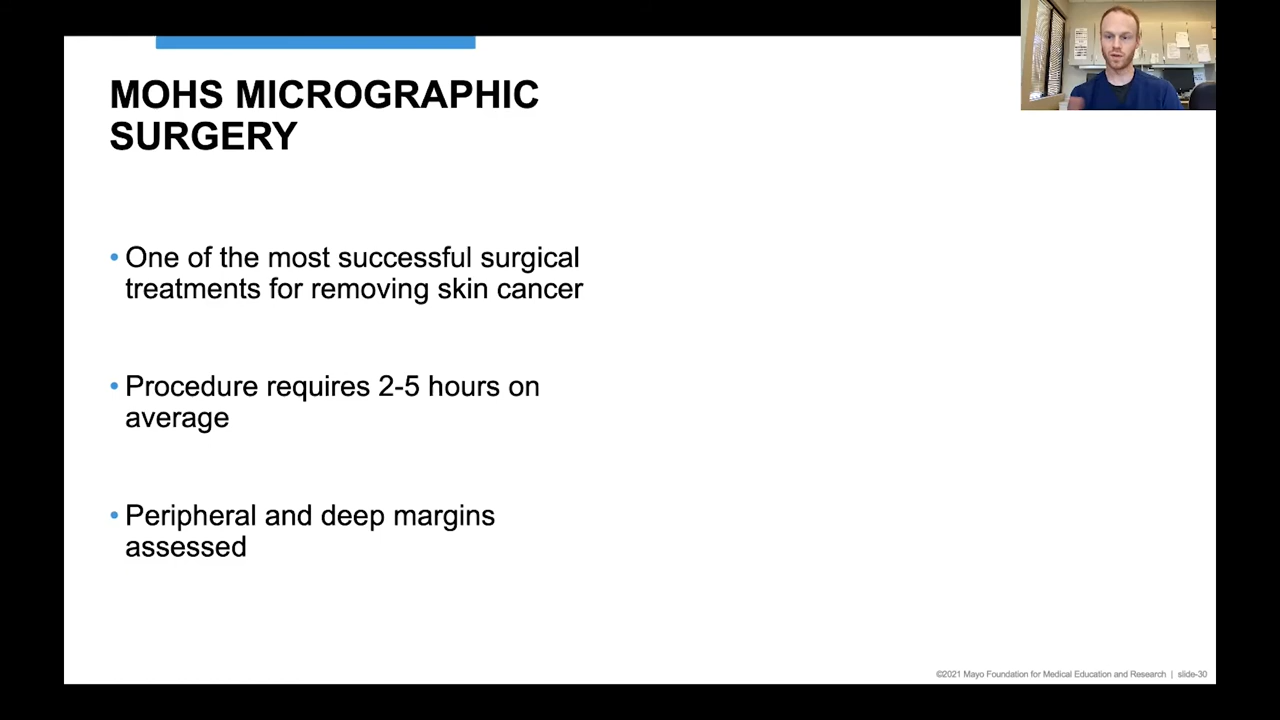 MOHS MICROGRAPHIC
SURGERY
• One of the most successful surgical
treatments for removing skin cancer
• Procedure requires 2-5 hours on
average
• Peripheral and deep margins
assessed
©2021 Mayo Foundation for Medical Education and Research | slide-30